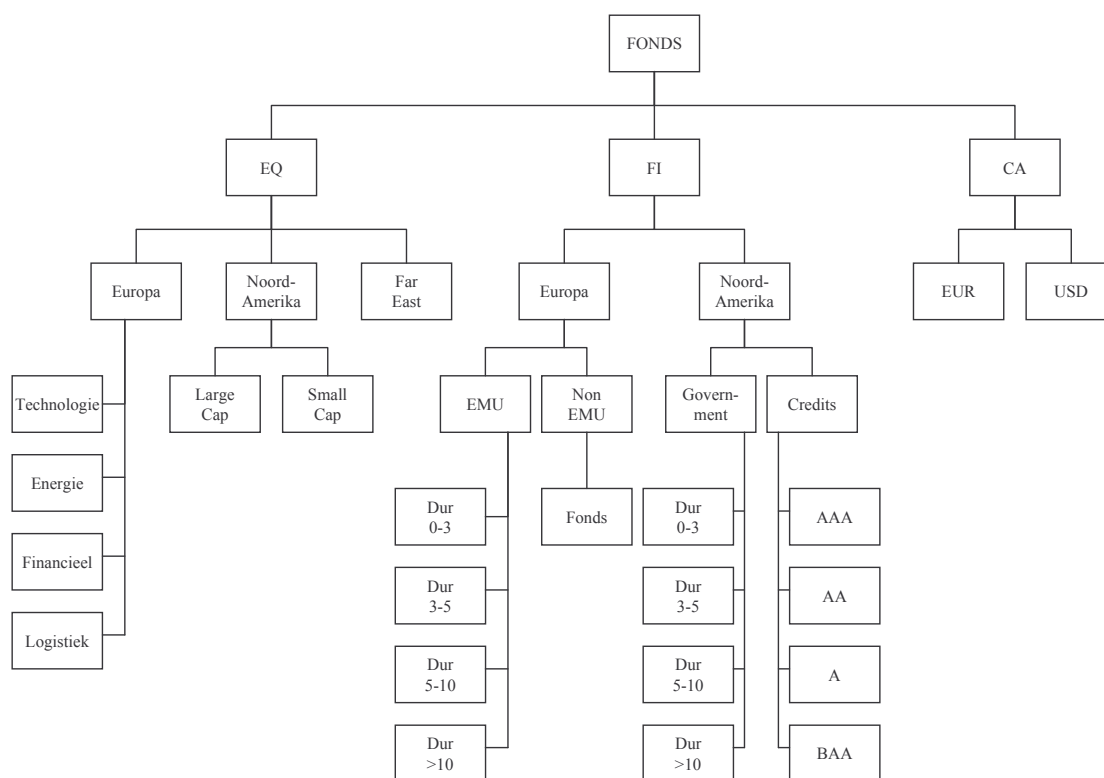 FONDS
EQ
FI
CA
Europa
Noord-
Amerika
Far
East
Europa
Noord-
Amerika
EUR
USD
Technologie
Large
Cap
Small
Cap
EMU
Non
EMU
Govern-
ment
Credits
Energie
Dur
0-3
Fonds
Dur
0-3
AAA
Financieel
Dur
3-5
Dur
3-5
AA
Logistiek
Dur
5-10
Dur
5-10
A
Dur
>10
Dur
>10
BAA